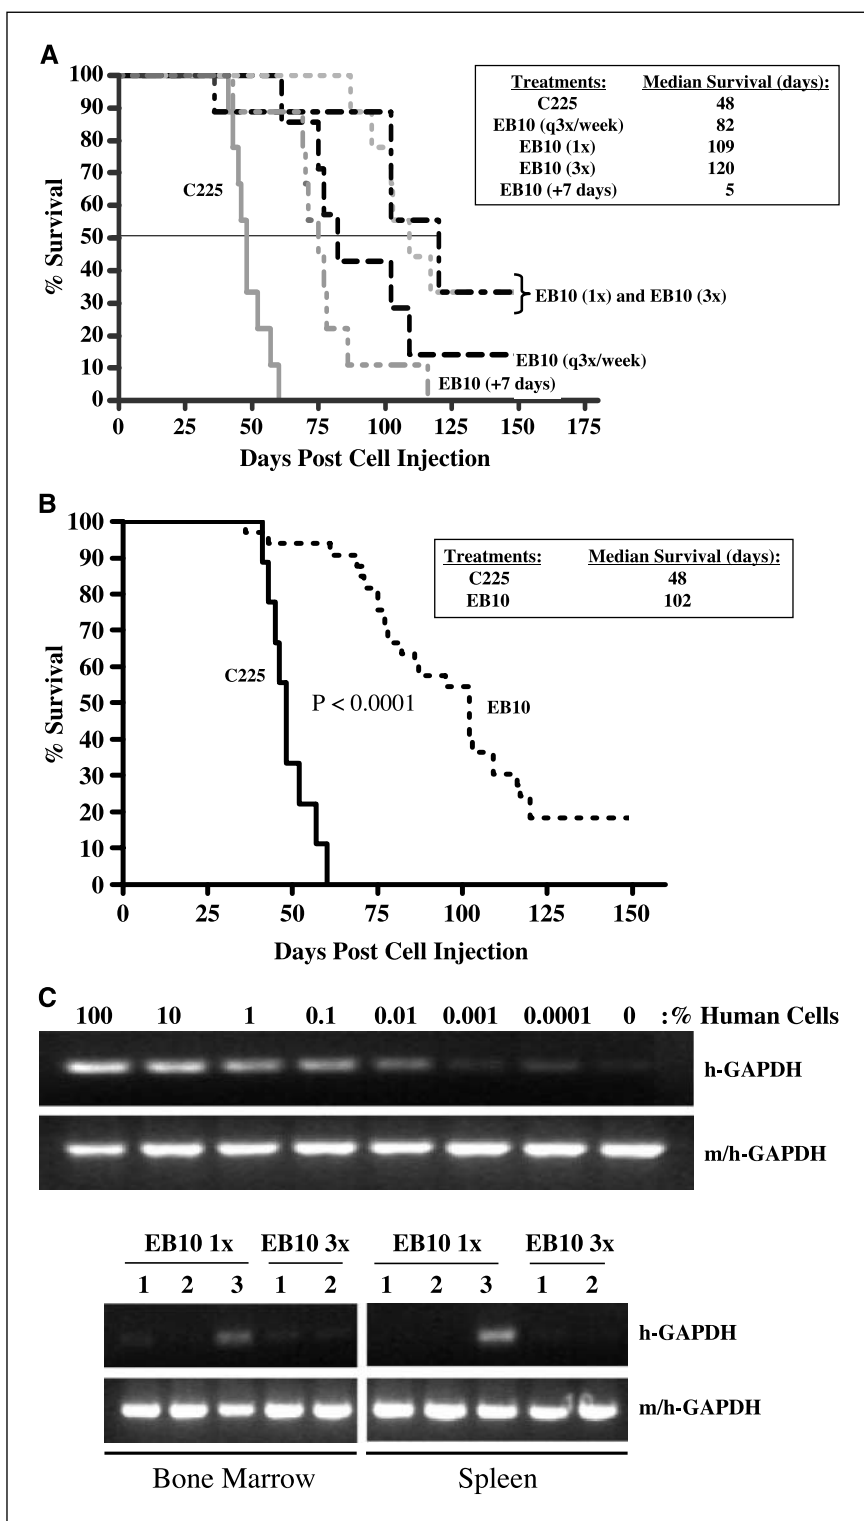 A
Treatments: Median Survival (days):
C225 48
EB10 (q3x/week) 82
EB10 (1x) 109
EB10 (3x) 120
EB10 (+7 days) 5
100
90
80
70
60
50
40
30
20
10
0
% Survival
C225
EB10 (1x) and EB10 (3x)
EB10 (q3x/week)
EB10 (+7 days)
0 25 50 75 100 125 150 175
Days Post Cell Injection
B
Treatments: Median Survival (days):
C225 48
EB10 102
100
90
80
70
60
50
40
30
20
10
0
% Survival
C225
P < 0.0001
EB10
0 25 50 75 100 125 150
Days Post Cell Injection
C
100 10 1 0.1 0.01 0.001 0.0001 0 :% Human Cells
h-GAPDH
m/h-GAPDH
EB10 1x EB10 3x EB10 1x EB10 3x
1 2 3 1 2 1 2 3 1 2
h-GAPDH
m/h-GAPDH
Bone Marrow Spleen